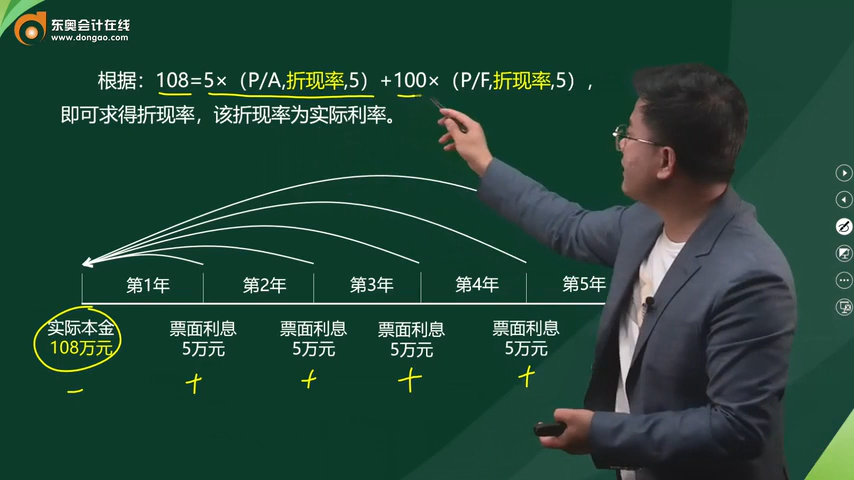 东奥会计在线
www.dongao.com
根据：108=5×（P/A,折现率,5）+100×（P/F,折现率,5），
即可求得折现率，该折现率为实际利率。
第1年 第2年 第3年 第4年 第5年
实际本金 票面利息 票面利息 票面利息 票面利息
108万元 5万元 5万元 5万元 5万元
− + + + +